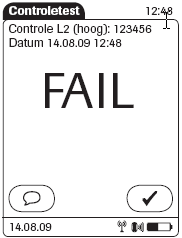 Controletest 12:48
Controle L2 (hoog): 123456
Datum 14.08.09 12:48
FAIL
14.08.09